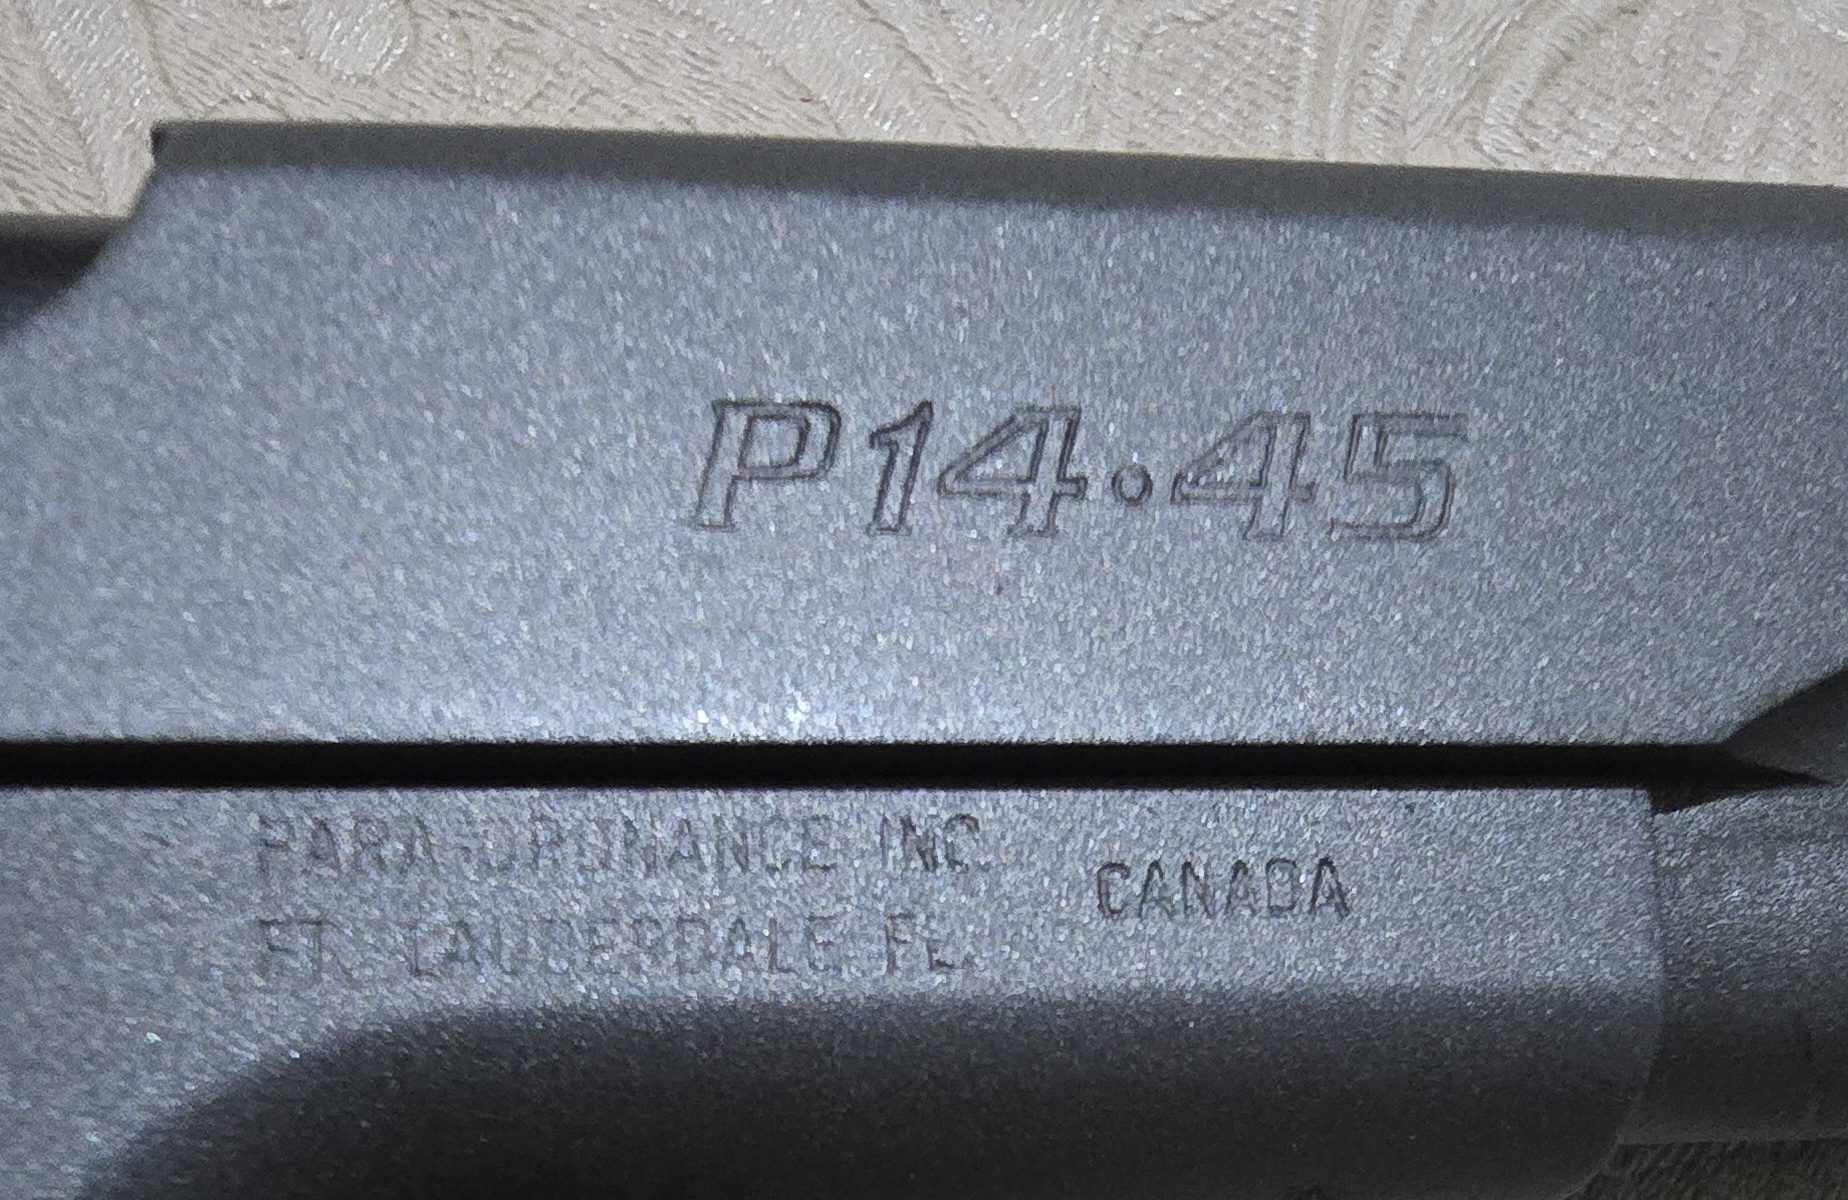 P14·45
PARA-ORDNANCE INC.
FT. LAUDERDALE FL.
CANADA